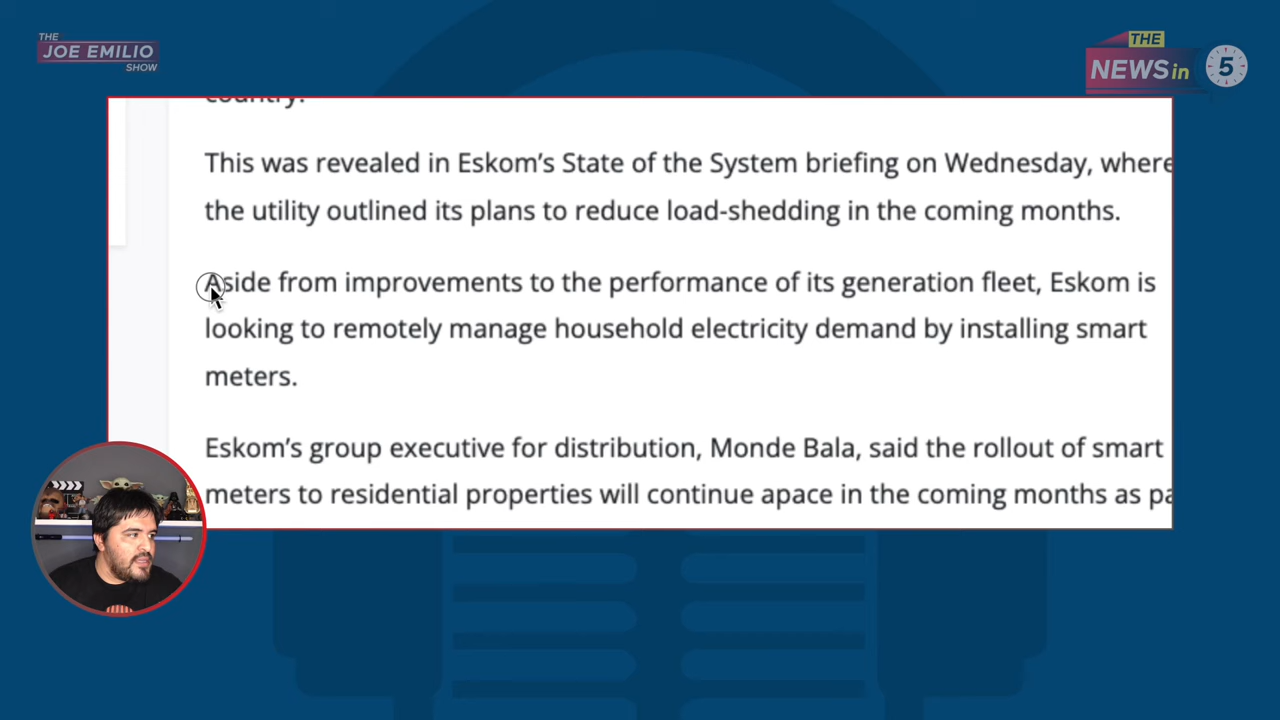 THE
JOE EMILIO
SHOW
THE
NEWS in 5
country.
This was revealed in Eskom's State of the System briefing on Wednesday, where
the utility outlined its plans to reduce load-shedding in the coming months.
Aside from improvements to the performance of its generation fleet, Eskom is
looking to remotely manage household electricity demand by installing smart
meters.
Eskom's group executive for distribution, Monde Bala, said the rollout of smart
meters to residential properties will continue apace in the coming months as pa